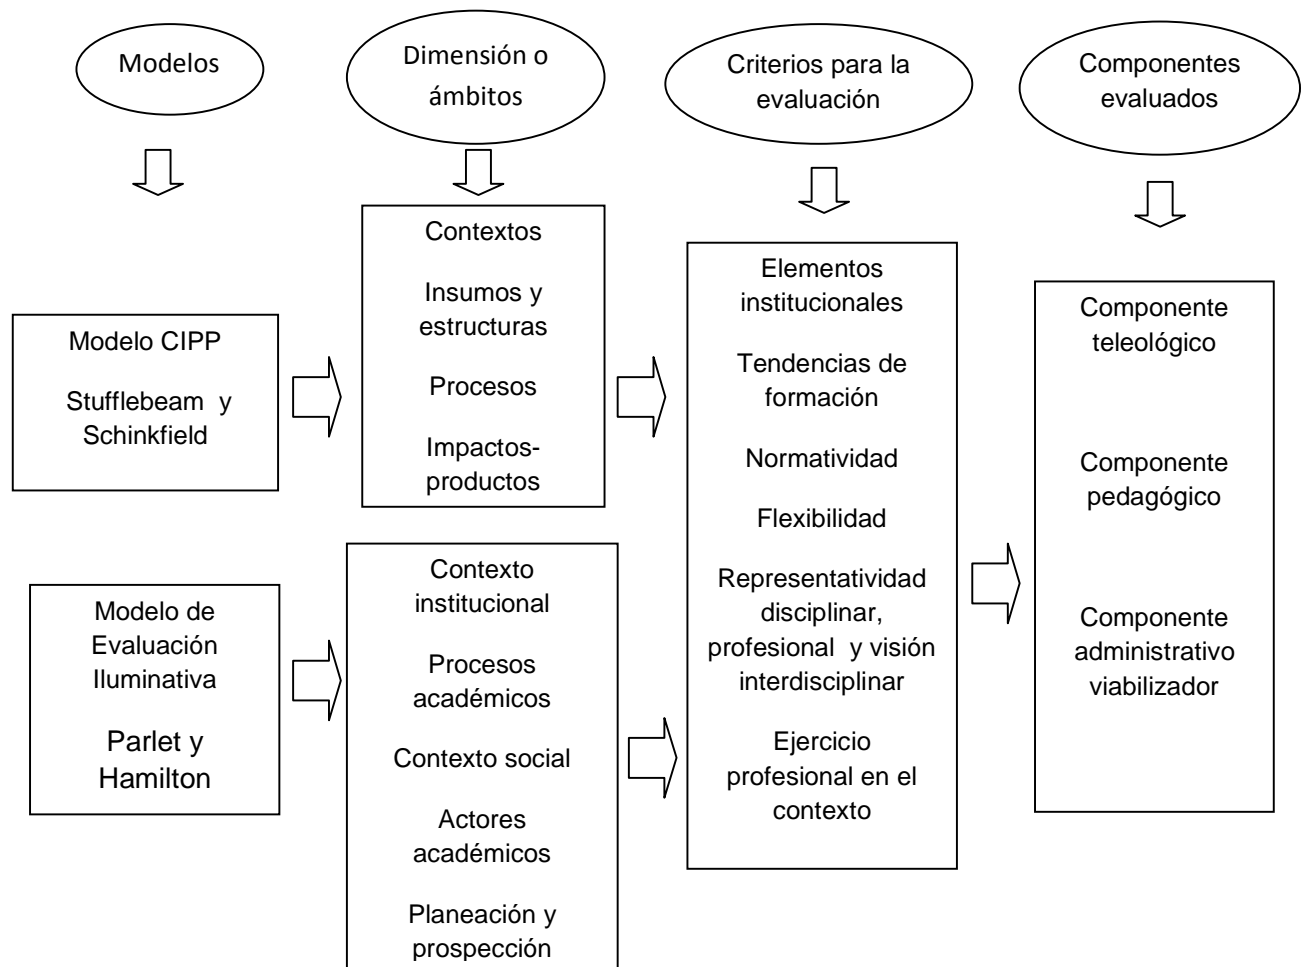 Modelos
Dimensión o
ámbitos
Criterios para la
evaluación
Componentes
evaluados
Modelo CIPP
Stufflebeam y
Schinkfield
Modelo de
Evaluación
Iluminativa
Parlet y
Hamilton
Contextos
Insumos y
estructuras
Procesos
Impactos-
productos
Contexto
institucional
Procesos
académicos
Contexto social
Actores
académicos
Planeación y
prospección
Elementos
institucionales
Tendencias de
formación
Normatividad
Flexibilidad
Representatividad
disciplinar,
profesional y visión
interdisciplinar
Ejercicio
profesional en el
contexto
Componente
teleológico
Componente
pedagógico
Componente
administrativo
viabilizador